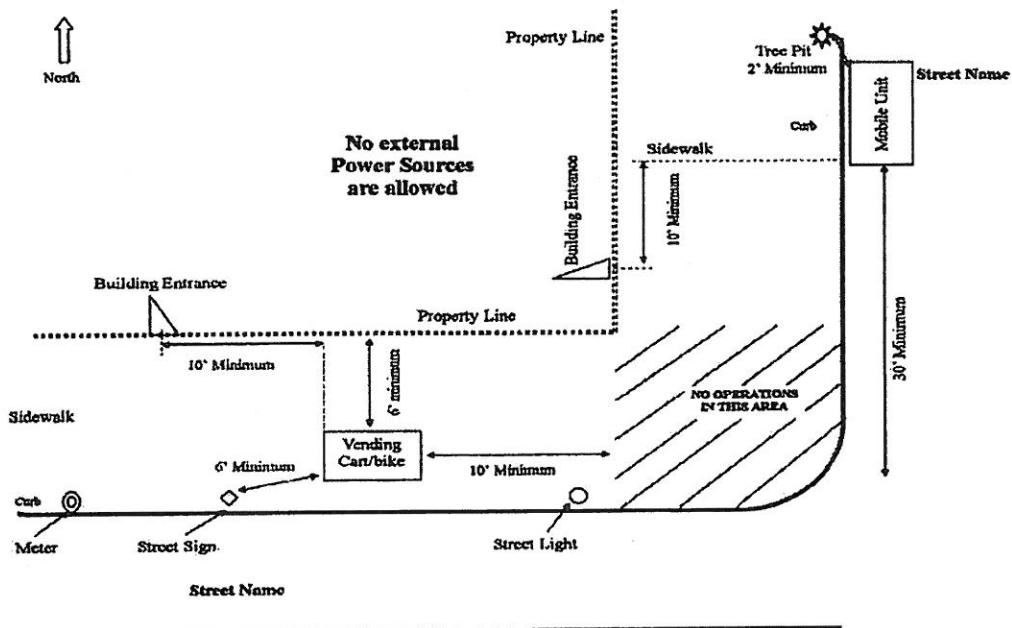 North
Property Line
Tree Pit
2' Minimum
Street Name
Mobile Unit
Curb
No external
Power Sources
are allowed
Sidewalk
Building Entrance
10' Minimum
Building Entrance
Property Line
10' Minimum
6' minimum
30' Minimum
NO OPERATIONS
IN THIS AREA
Sidewalk
Vending
Cart/bike
6' Minimum
10' Minimum
Curb
Meter
Street Sign.
Street Light
Street Name